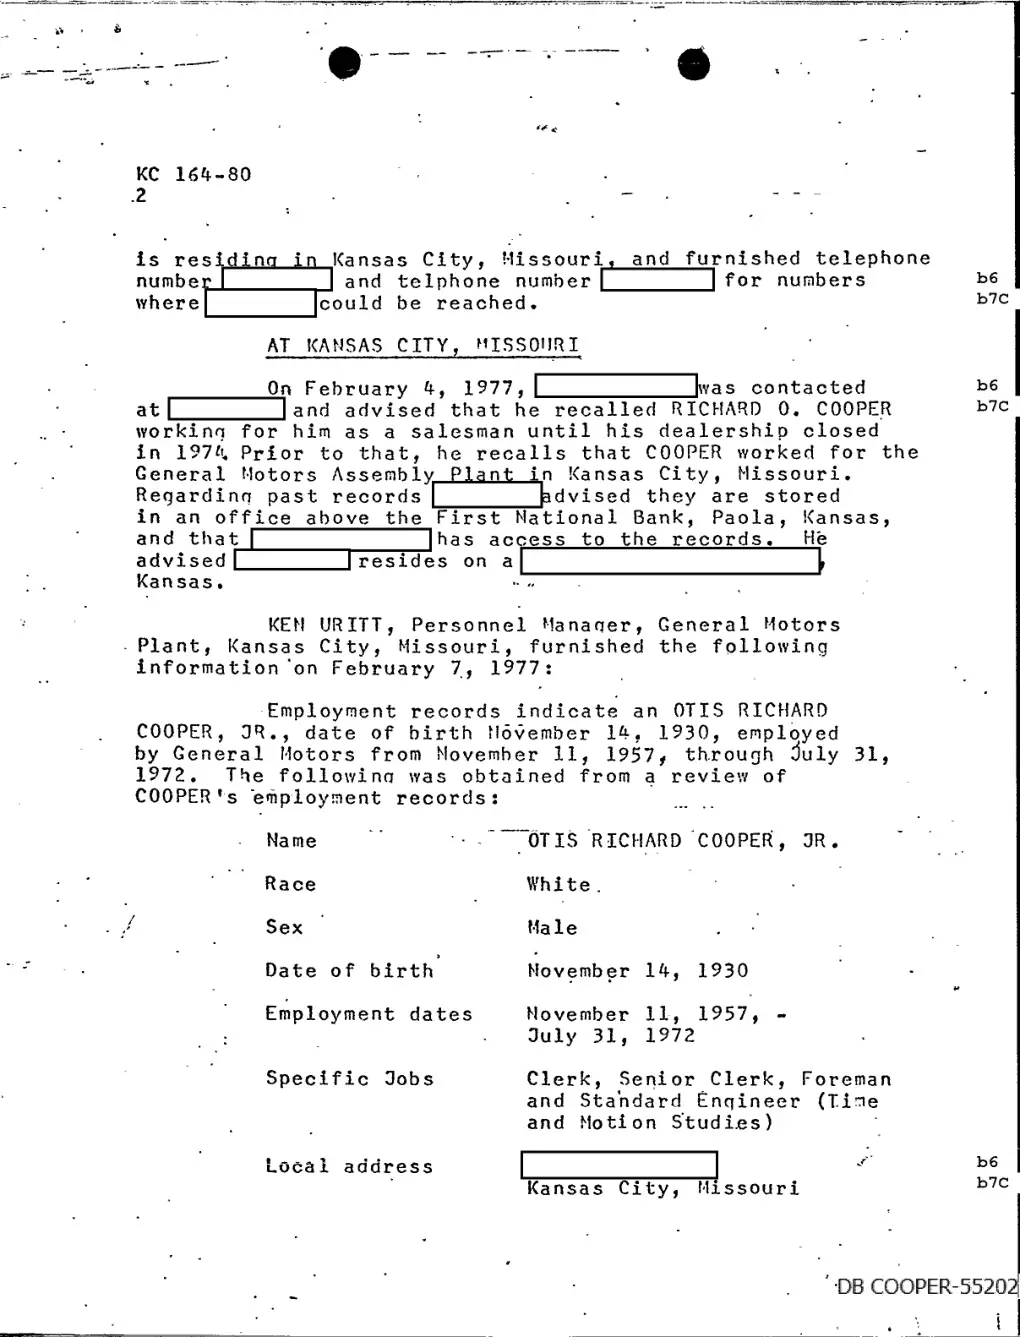 KC 164-80
.2
is residing in Kansas City, Missouri, and furnished telephone
number and telphone number for numbers b6
where could be reached. b7C
AT KANSAS CITY, MISSOURI
On February 4, 1977, was contacted b6
at and advised that he recalled RICHARD O. COOPER b7C
working for him as a salesman until his dealership closed
in 1974. Prior to that, he recalls that COOPER worked for the
General Motors Assembly Plant in Kansas City, Missouri.
Regarding past records advised they are stored
in an office above the First National Bank, Paola, Kansas,
and that has access to the records. He
advised resides on a ,
Kansas.
KEN URITT, Personnel Manager, General Motors
Plant, Kansas City, Missouri, furnished the following
information on February 7, 1977:
Employment records indicate an OTIS RICHARD
COOPER, JR., date of birth November 14, 1930, employed
by General Motors from November 11, 1957, through July 31,
1972. The following was obtained from a review of
COOPER's employment records:
Name OTIS RICHARD COOPER, JR.
Race White.
Sex Male
Date of birth November 14, 1930
Employment dates November 11, 1957, -
July 31, 1972
Specific Jobs Clerk, Senior Clerk, Foreman
and Standard Engineer (Time
and Motion Studies)
Local address b6
Kansas City, Missouri b7C
DB COOPER-55202